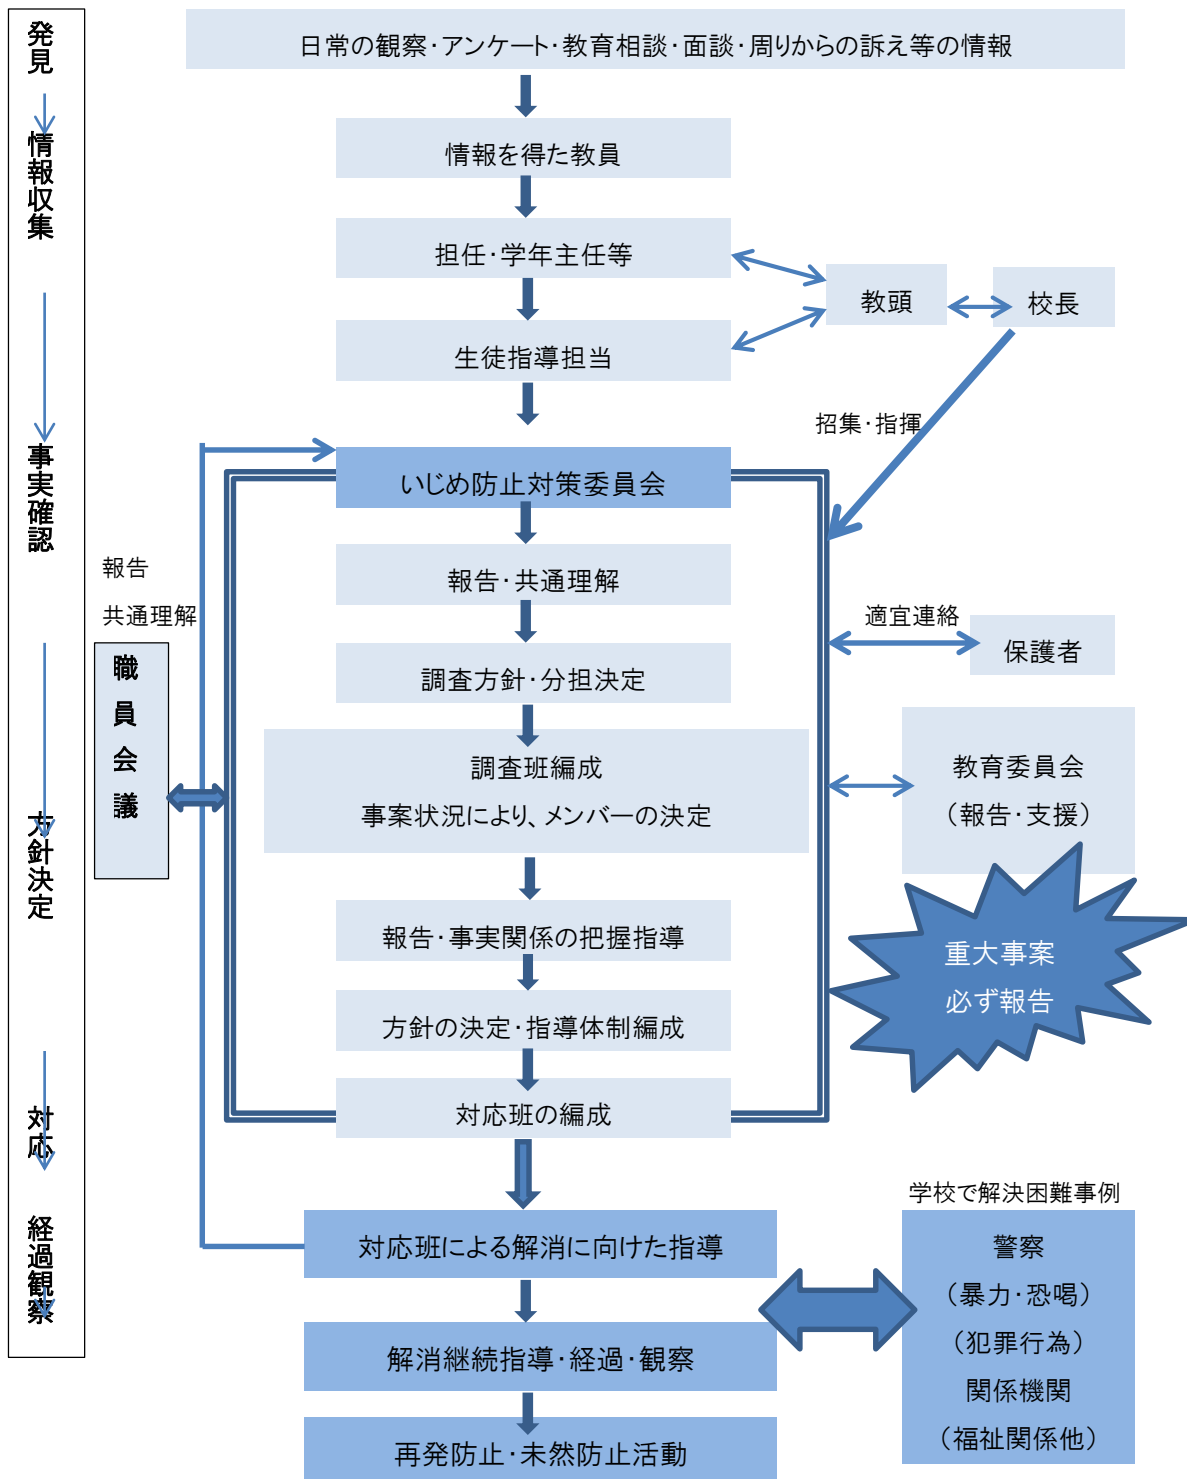 発見
情報収集
事実確認
方針決定
対応
経過観察
日常の観察・アンケート・教育相談・面談・周りからの訴え等の情報
情報を得た教員
担任・学年主任等
教頭
校長
生徒指導担当
招集・指揮
いじめ防止対策委員会
報告
共通理解
職員会議
報告・共通理解
適宜連絡
保護者
調査方針・分担決定
調査班編成
事案状況により、メンバーの決定
教育委員会
（報告・支援）
重大事案
必ず報告
報告・事実関係の把握指導
方針の決定・指導体制編成
対応班の編成
学校で解決困難事例
警察
（暴力・恐喝）
（犯罪行為）
関係機関
（福祉関係他）
対応班による解消に向けた指導
解消継続指導・経過・観察
再発防止・未然防止活動